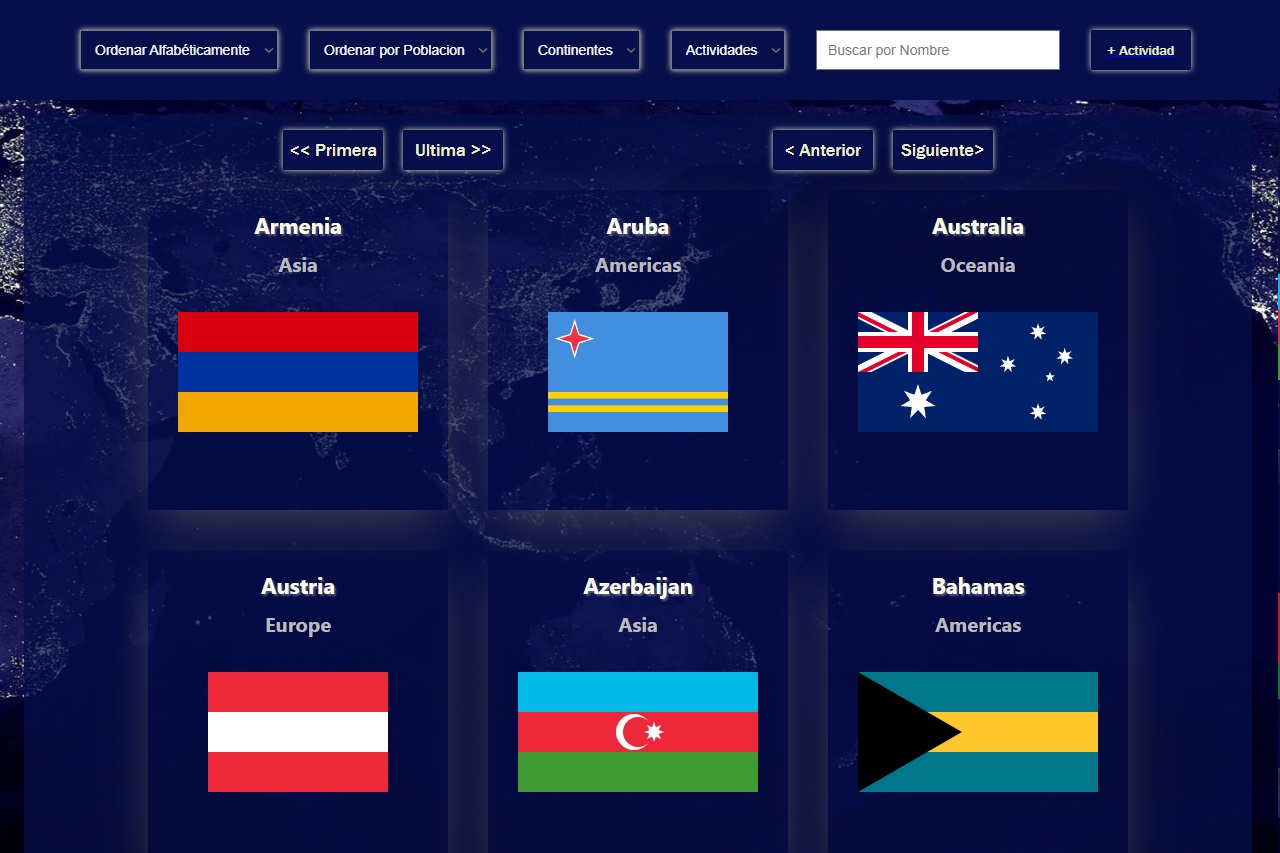 Ordenar Alfabéticamente Ordenar por Poblacion Continentes Actividades Buscar por Nombre + Actividad
<< Primera Ultima >> < Anterior Siguiente>
Armenia Aruba Australia
Asia Americas Oceania
Austria Azerbaijan Bahamas
Europe Asia Americas